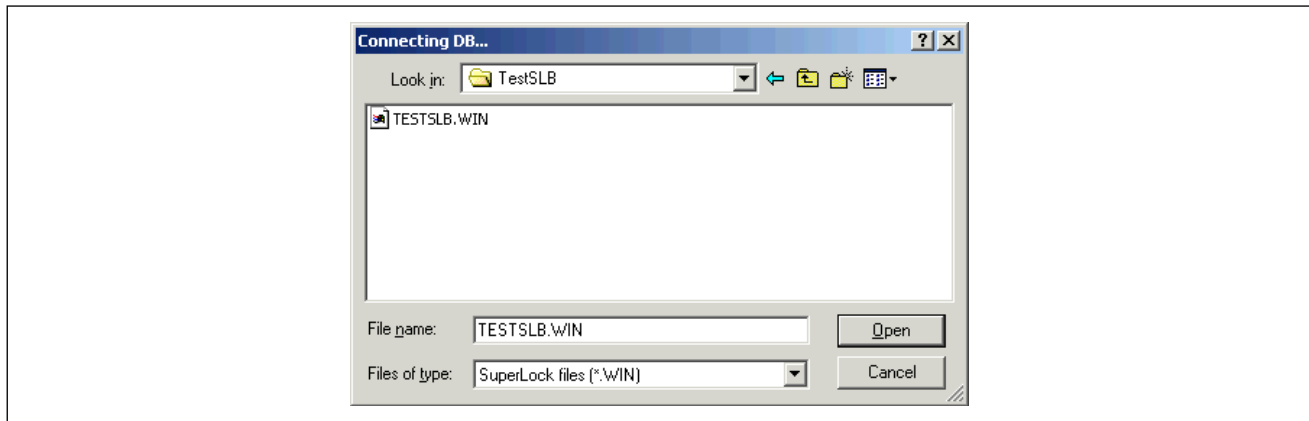 Connecting DB...
Look in: TestSLB
TESTSLB.WIN
File name: TESTSLB.WIN Open
Files of type: SuperLock files (*.WIN) Cancel